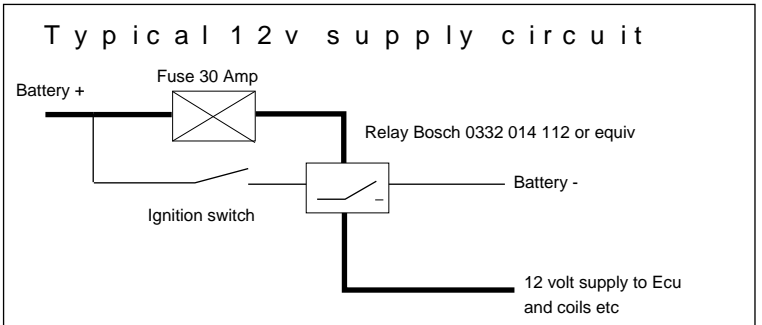 Typical 12v supply circuit
Fuse 30 Amp
Battery +
Relay Bosch 0332 014 112 or equiv
Battery -
Ignition switch
12 volt supply to Ecu
and coils etc